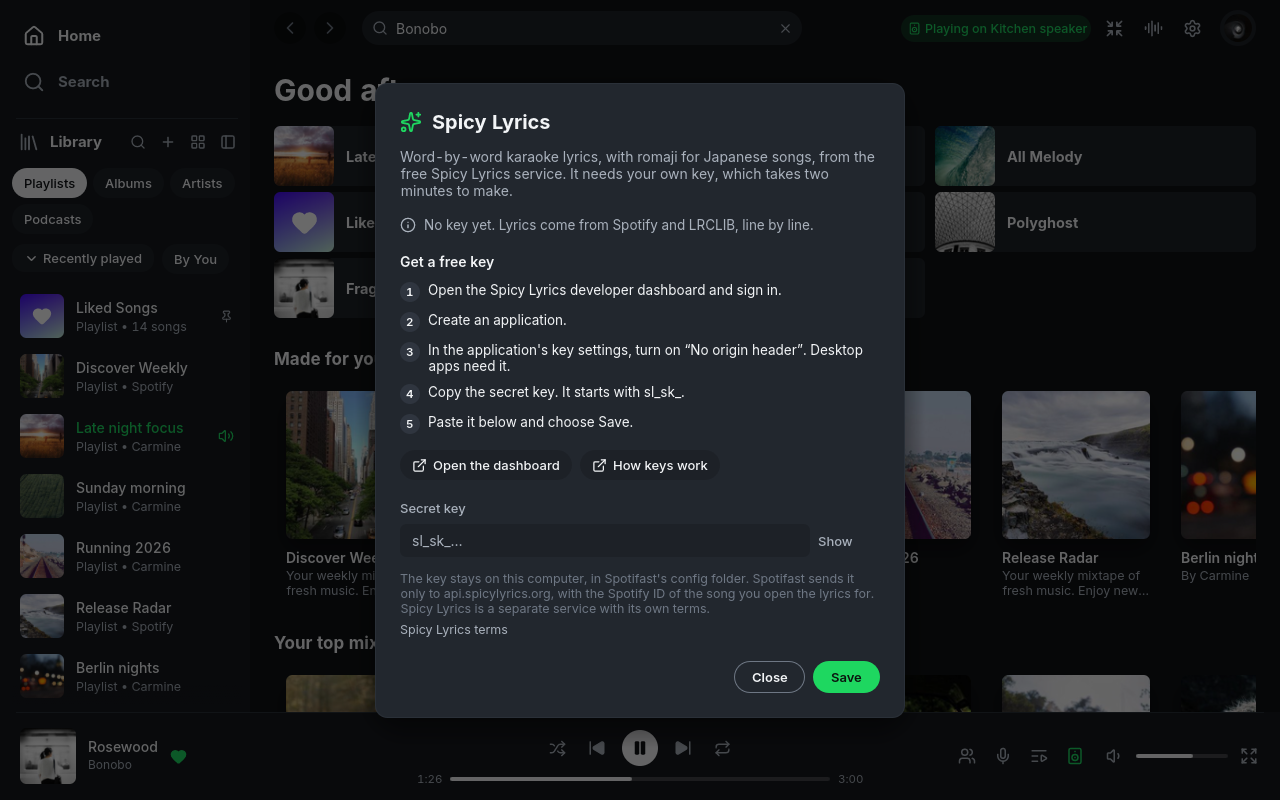 Home
Search
Library
Playlists
Albums
Artists
Podcasts
Recently played
By You
Liked Songs
Playlist • 14 songs
Discover Weekly
Playlist • Spotify
Late night focus
Playlist • Carmine
Sunday morning
Playlist • Carmine
Running 2026
Playlist • Carmine
Release Radar
Playlist • Spotify
Berlin nights
Playlist • Carmine
Bonobo
Playing on Kitchen speaker
Good af
Late
All Melody
Like
Polyghost
Frag
Made for yo
Discover Wee
Your weekly mi
fresh music. En
26
Release Radar
Your weekly mixtape of
fresh music. Enjoy new...
Berlin night
By Carmine
Your top mix
Spicy Lyrics
Word-by-word karaoke lyrics, with romaji for Japanese songs, from the
free Spicy Lyrics service. It needs your own key, which takes two
minutes to make.
No key yet. Lyrics come from Spotify and LRCLIB, line by line.
Get a free key
1 Open the Spicy Lyrics developer dashboard and sign in.
2 Create an application.
3 In the application's key settings, turn on “No origin header”. Desktop
apps need it.
4 Copy the secret key. It starts with sl_sk_.
5 Paste it below and choose Save.
Open the dashboard
How keys work
Secret key
sl_sk_...
Show
The key stays on this computer, in Spotifast's config folder. Spotifast sends it
only to api.spicylyrics.org, with the Spotify ID of the song you open the lyrics for.
Spicy Lyrics is a separate service with its own terms.
Spicy Lyrics terms
Close
Save
Rosewood
Bonobo
1:26
3:00